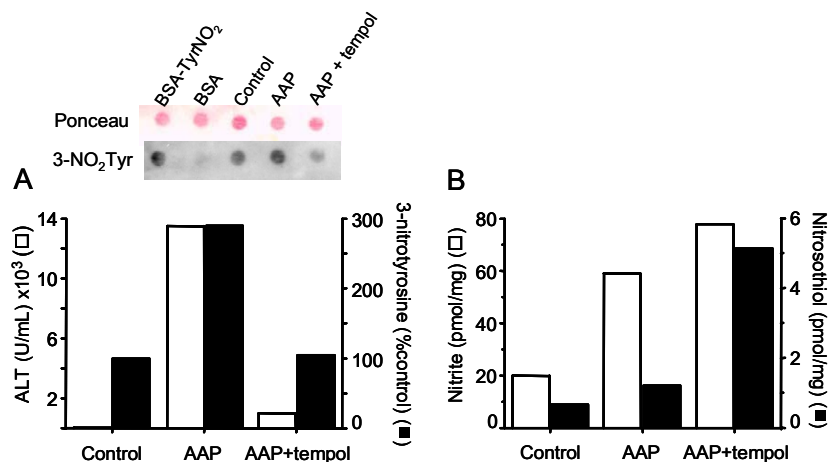 BSA-TyrNO₂
BSA
Control
AAP
AAP + tempol
Ponceau
3-NO₂Tyr
A
ALT (U/mL) x10³ (□)
14
10
6
2
3-nitrotyrosine (%control) (■)
300
200
100
0
Control
AAP
AAP+tempol
B
Nitrite (pmol/mg) (□)
80
60
40
20
0
Nitrosothiol (pmol/mg) (■)
6
4
2
0
Control
AAP
AAP+tempol